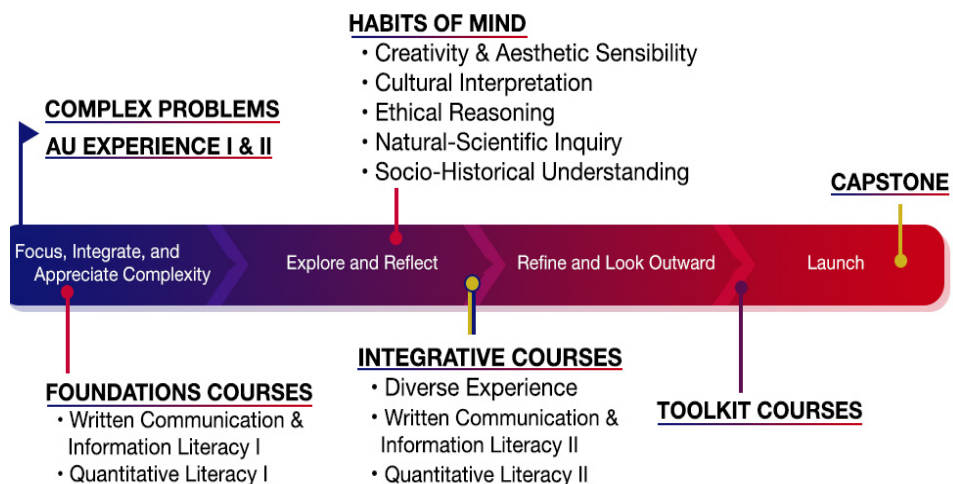 HABITS OF MIND
• Creativity & Aesthetic Sensibility
• Cultural Interpretation
• Ethical Reasoning
• Natural-Scientific Inquiry
• Socio-Historical Understanding
COMPLEX PROBLEMS
AU EXPERIENCE I & II
CAPSTONE
Focus, Integrate, and
Appreciate Complexity
Explore and Reflect
Refine and Look Outward
Launch
FOUNDATIONS COURSES
• Written Communication &
Information Literacy I
• Quantitative Literacy I
INTEGRATIVE COURSES
• Diverse Experience
• Written Communication &
Information Literacy II
• Quantitative Literacy II
TOOLKIT COURSES